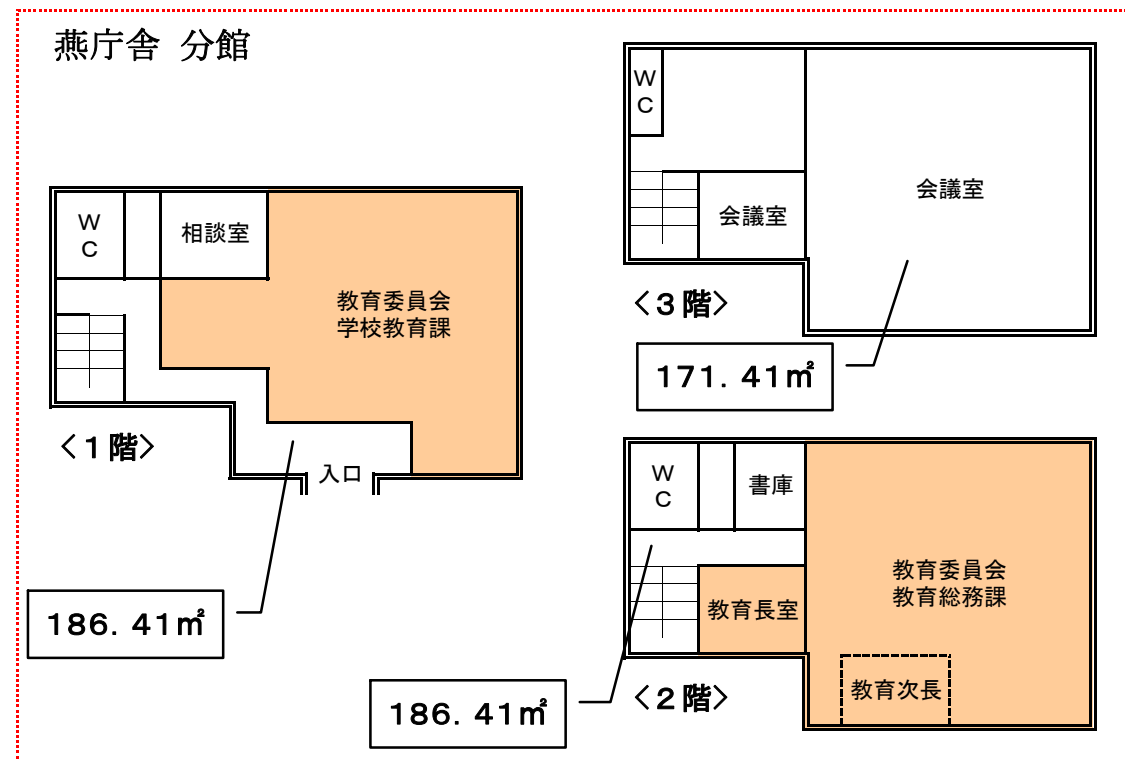 燕庁舎 分館
WC
相談室
教育委員会
学校教育課
入口
〈１階〉
186.41㎡
WC
会議室
会議室
〈３階〉
171.41㎡
WC
書庫
教育長室
教育委員会
教育総務課
教育次長
〈２階〉
186.41㎡